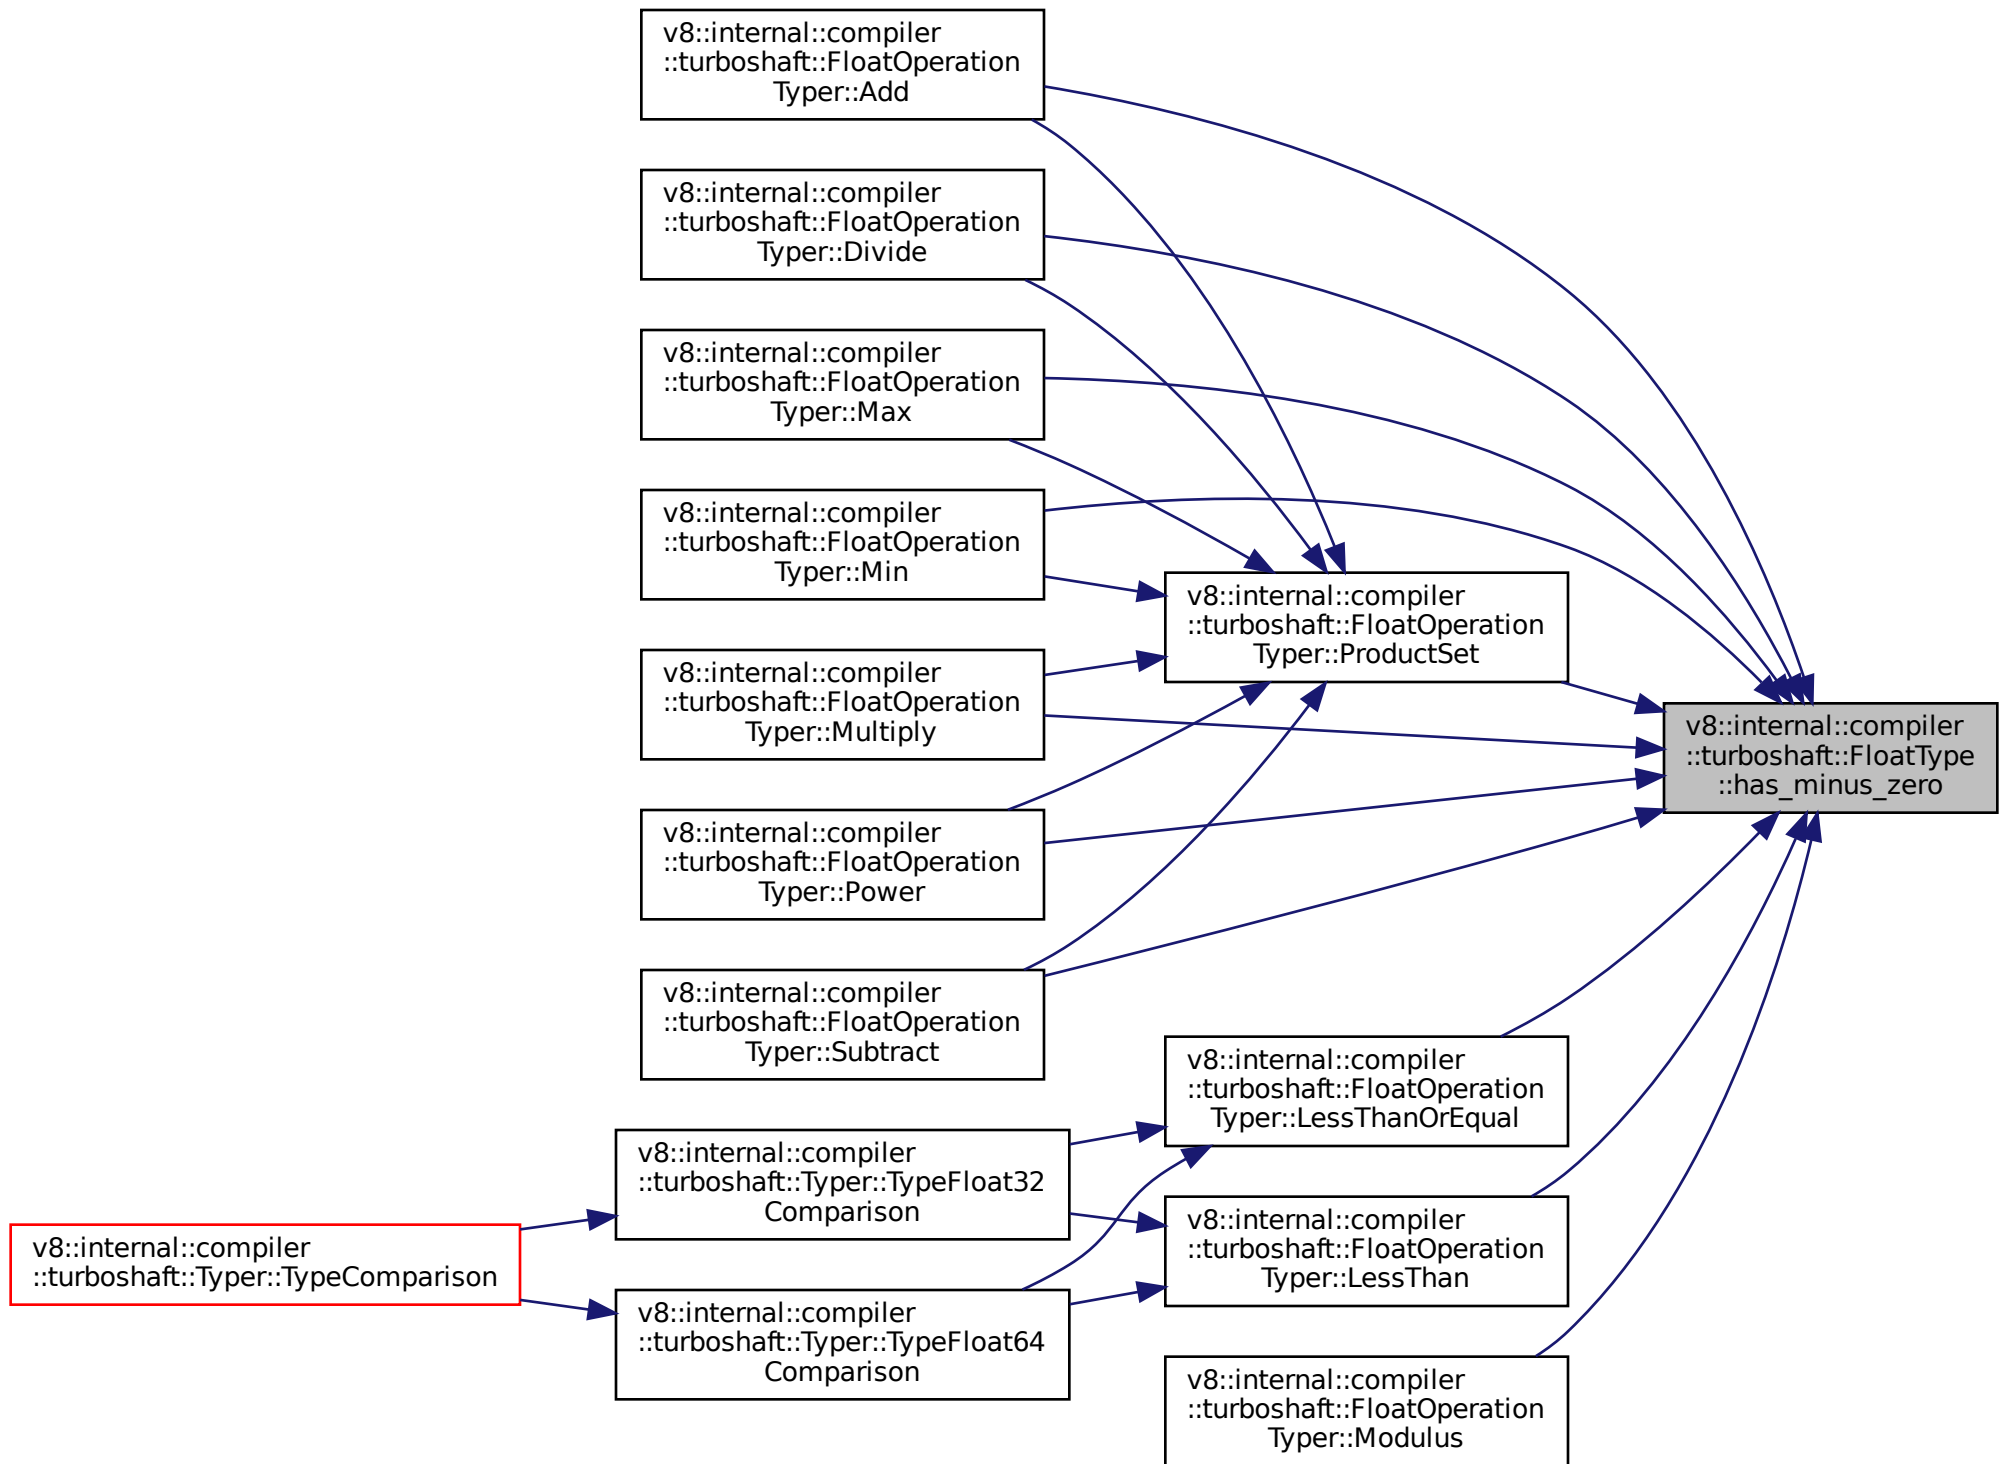 v8::internal::compiler
::turboshaft::FloatOperation
Typer::Add
v8::internal::compiler
::turboshaft::FloatOperation
Typer::Divide
v8::internal::compiler
::turboshaft::FloatOperation
Typer::Max
v8::internal::compiler
::turboshaft::FloatOperation
Typer::Min
v8::internal::compiler
::turboshaft::FloatOperation
Typer::ProductSet
v8::internal::compiler
::turboshaft::FloatOperation
Typer::Multiply
v8::internal::compiler
::turboshaft::FloatType
::has_minus_zero
v8::internal::compiler
::turboshaft::FloatOperation
Typer::Power
v8::internal::compiler
::turboshaft::FloatOperation
Typer::Subtract
v8::internal::compiler
::turboshaft::FloatOperation
Typer::LessThanOrEqual
v8::internal::compiler
::turboshaft::Typer::TypeFloat32
Comparison
v8::internal::compiler
::turboshaft::FloatOperation
Typer::LessThan
v8::internal::compiler
::turboshaft::Typer::TypeComparison
v8::internal::compiler
::turboshaft::Typer::TypeFloat64
Comparison
v8::internal::compiler
::turboshaft::FloatOperation
Typer::Modulus